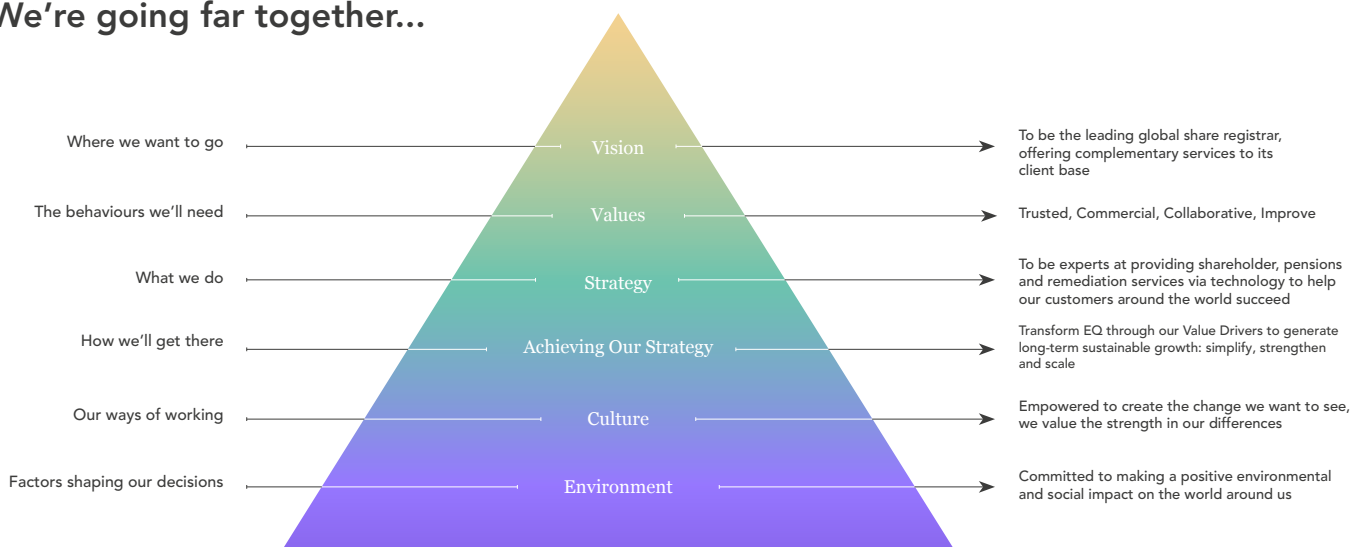 We're going far together...
Where we want to go
Vision
To be the leading global share registrar,
offering complementary services to its
client base
The behaviours we'll need
Values
Trusted, Commercial, Collaborative, Improve
What we do
Strategy
To be experts at providing shareholder, pensions
and remediation services via technology to help
our customers around the world succeed
How we'll get there
Achieving Our Strategy
Transform EQ through our Value Drivers to generate
long-term sustainable growth: simplify, strengthen
and scale
Our ways of working
Culture
Empowered to create the change we want to see,
we value the strength in our differences
Factors shaping our decisions
Environment
Committed to making a positive environmental
and social impact on the world around us